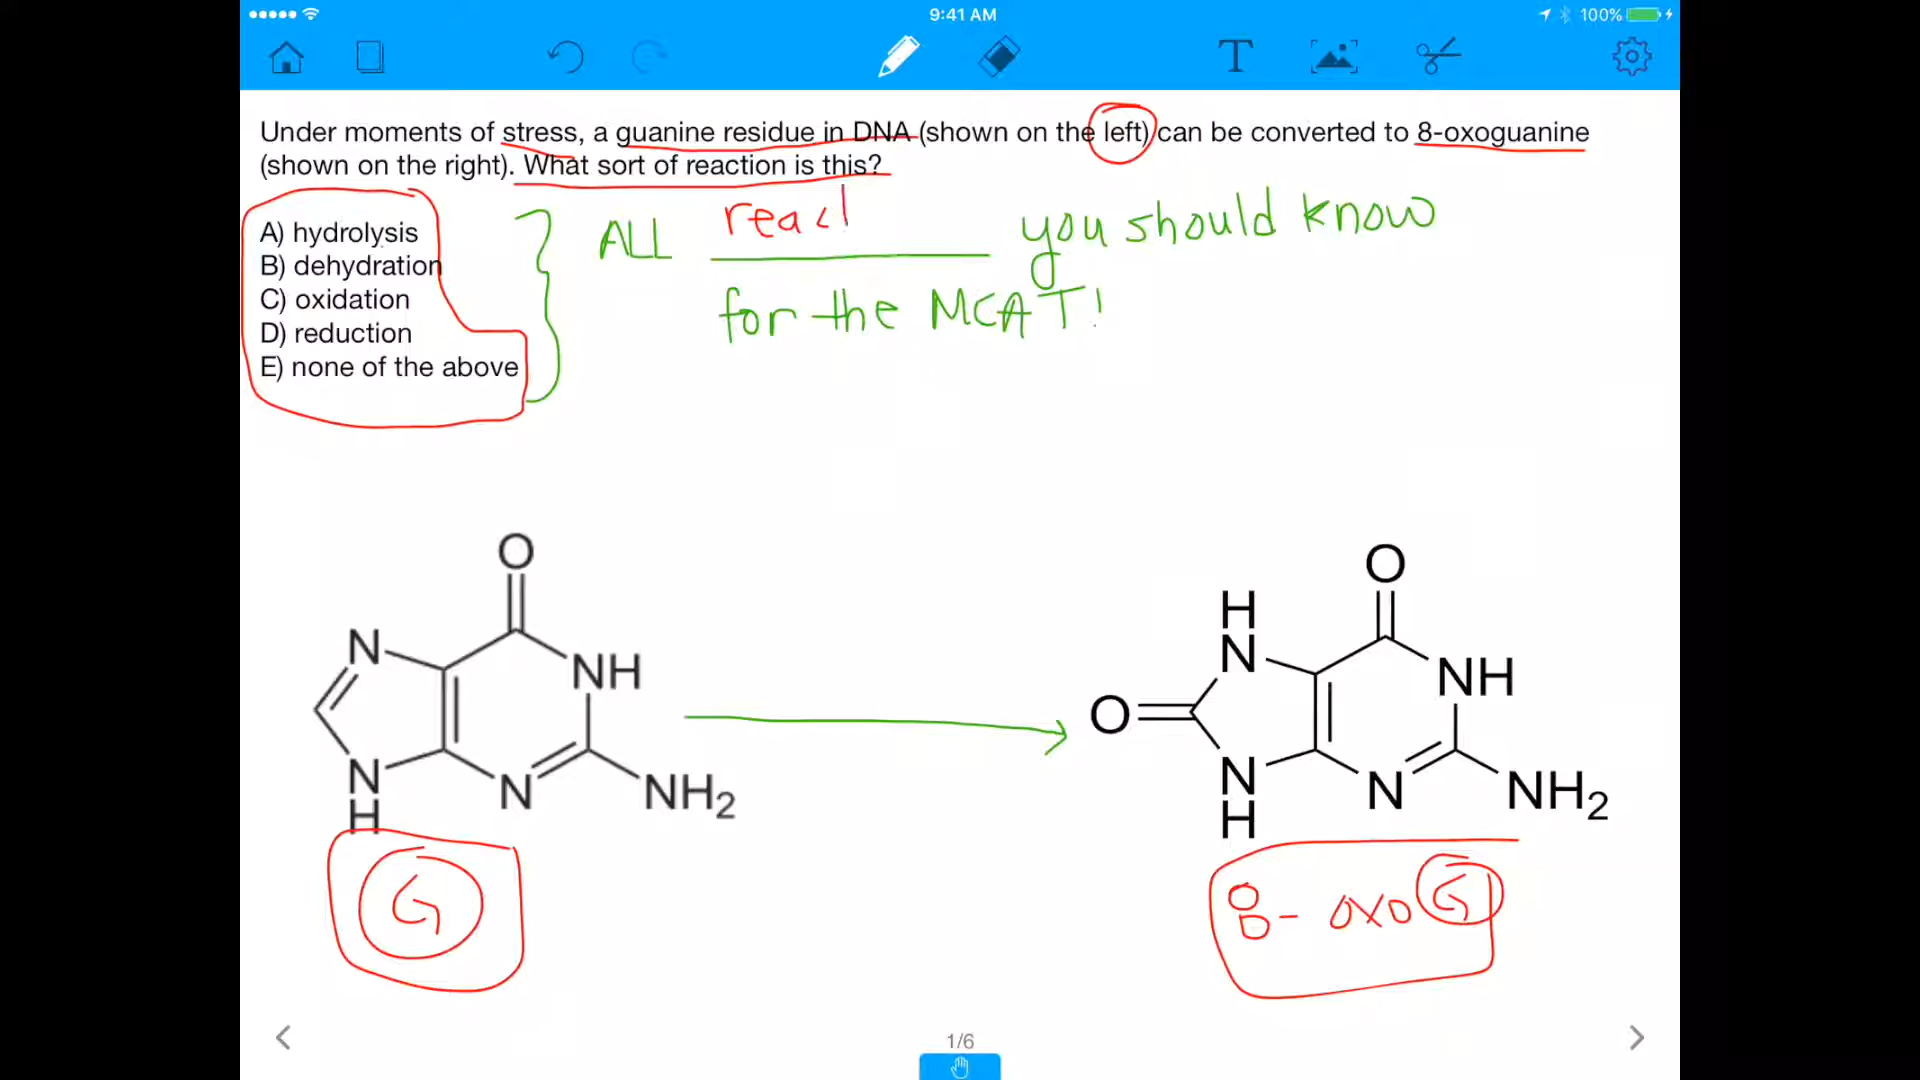 9:41 AM
100%
T
Under moments of stress, a guanine residue in DNA (shown on the left) can be converted to 8-oxoguanine
(shown on the right). What sort of reaction is this?
A) hydrolysis
B) dehydration
C) oxidation
D) reduction
E) none of the above
ALL reacl you should know
for the MCAT!
O
N
NH
N
H
N
NH2
G
O
H
N
NH
O
N
H
N
NH2
8-oxoG
1/6